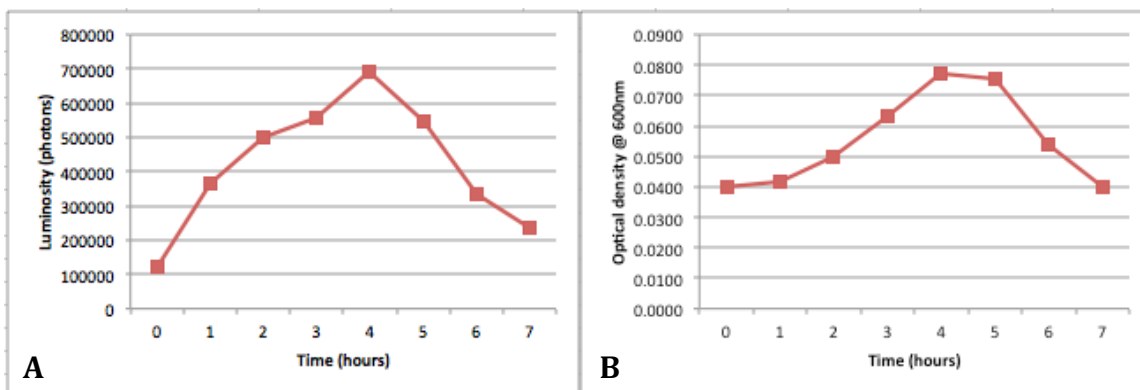 800000
700000
600000
500000
400000
300000
200000
100000
0
Luminosity (photons)
0 1 2 3 4 5 6 7
Time (hours)
A
0.0900
0.0800
0.0700
0.0600
0.0500
0.0400
0.0300
0.0200
0.0100
0.0000
Optical density @ 600nm
0 1 2 3 4 5 6 7
Time (hours)
B